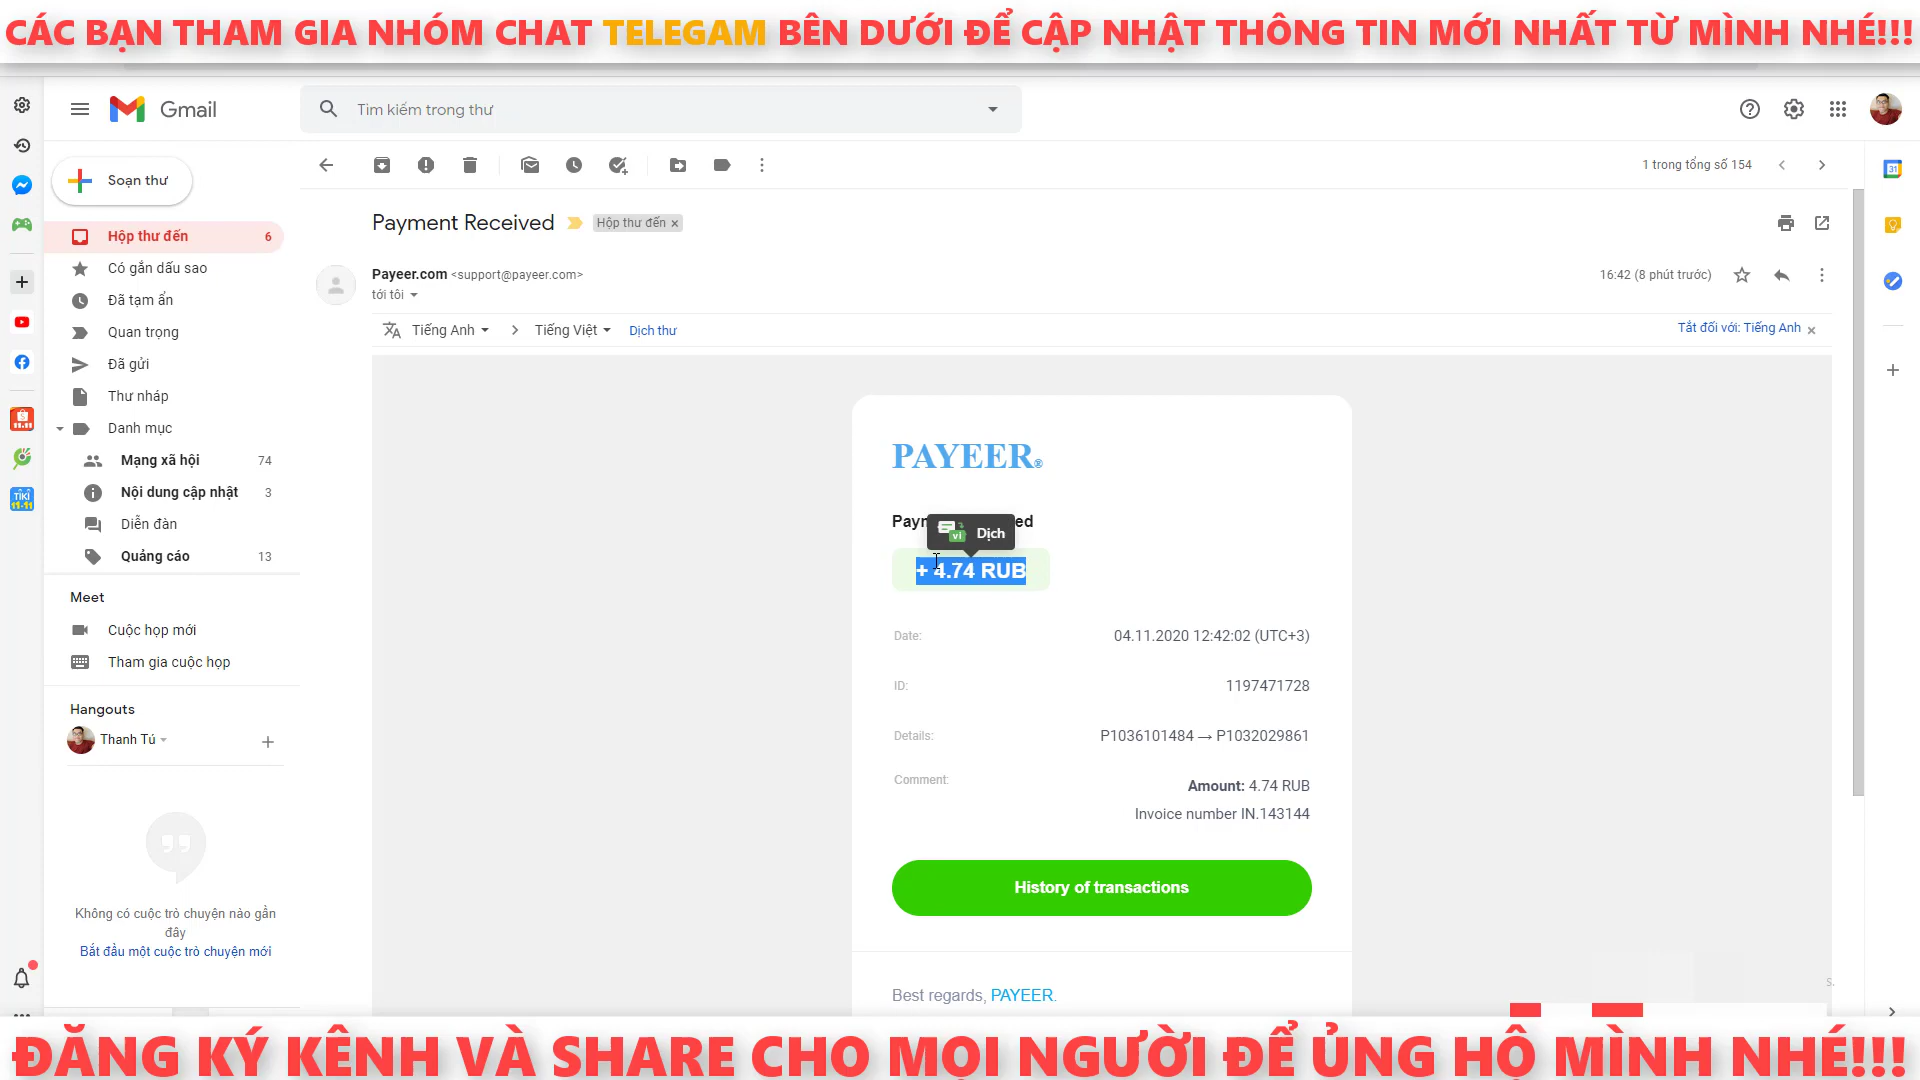 CÁC BẠN THAM GIA NHÓM CHAT TELEGAM BÊN DƯỚI ĐỂ CẬP NHẬT THÔNG TIN MỚI NHẤT TỪ MÌNH NHÉ!!!
Gmail
Tìm kiếm trong thư
Soạn thư
1 trong tổng số 154
Hộp thư đến 6
Có gắn dấu sao
Đã tạm ẩn
Quan trọng
Đã gửi
Thư nháp
Danh mục
Mạng xã hội 74
Nội dung cập nhật 3
Diễn đàn
Quảng cáo 13
Meet
Cuộc họp mới
Tham gia cuộc họp
Hangouts
Thanh Tú
Không có cuộc trò chuyện nào gần
đây
Bắt đầu một cuộc trò chuyện mới
Payment Received Hộp thư đến x
Payeer.com <support@payeer.com>
16:42 (8 phút trước)
tới tôi
Tiếng Anh > Tiếng Việt Dịch thư
Tắt đối với: Tiếng Anh x
PAYEER®
Dịch
+ 4.74 RUB
Date: 04.11.2020 12:42:02 (UTC+3)
ID: 1197471728
Details: P1036101484 → P1032029861
Comment: Amount: 4.74 RUB
Invoice number IN.143144
History of transactions
Best regards, PAYEER.
31
11.11
TIKI
11-11
ĐĂNG KÝ KÊNH VÀ SHARE CHO MỌI NGƯỜI ĐỂ ỦNG HỘ MÌNH NHÉ!!!